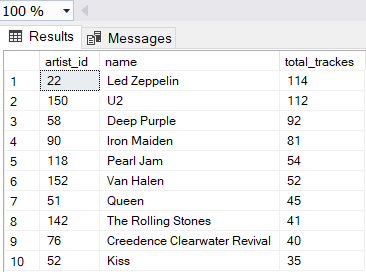 100 %
Results Messages
artist_id name total_trackes
1 22 Led Zeppelin 114
2 150 U2 112
3 58 Deep Purple 92
4 90 Iron Maiden 81
5 118 Pearl Jam 54
6 152 Van Halen 52
7 51 Queen 45
8 142 The Rolling Stones 41
9 76 Creedence Clearwater Revival 40
10 52 Kiss 35